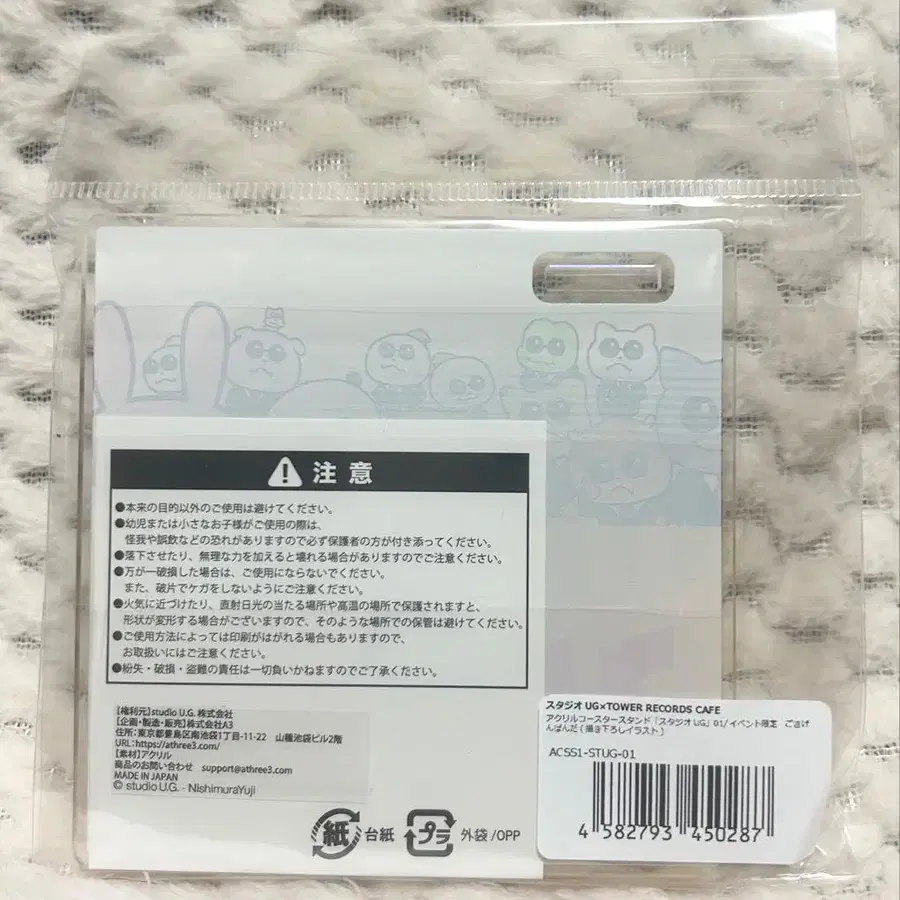 注意
●本来の目的以外のご使用は避けてください。
●幼児または小さなお子様がご使用の際は、
怪我や誤飲などの恐れがありますので必ず保護者の方が付き添ってください。
●落下させたり、無理な力を加えると壊れる場合がありますのでご注意ください。
●万が一破損した場合は、ご使用にならないでください。
また、破片でケガをしないようにご注意ください。
●火気に近づけたり、直射日光の当たる場所や高温の場所で保護されますと、
形状が変形する場合がございますので、そのような場所での保管は避けてください。
●ご使用方法によっては印刷がはがれる場合もありますので、
お取扱いにはご注意ください。
●紛失・破損・盗難の責任は一切負いかねますのでご了承ください。
【権利元】studio U.G. 株式会社
【企画・製造・販売】株式会社A3
住所：東京都豊島区南池袋1丁目-11-22 山種池袋ビル2階
URL：https://athree3.com/
【素材】アクリル
商品のお問い合わせ support@athree3.com
MADE IN JAPAN
© studio U.G. - NishimuraYuji
紙 台紙 プラ 外袋/OPP
スタジオUG×TOWER RECORDS CAFE
アクリルコースタースタンド「スタジオUG」01/イベント限定 ごきげ
んぱんだ(描き下ろしイラスト)
ACSS1-STUG-01
4 582793 450287